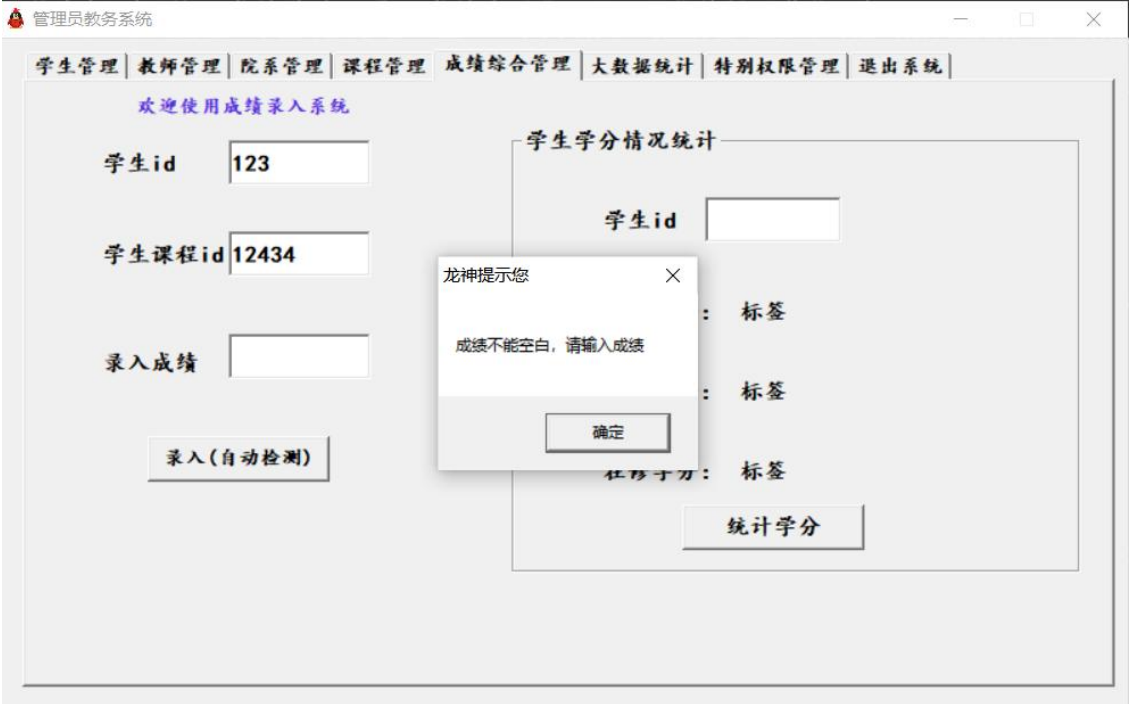 管理员教务系统
学生管理 教师管理 院系管理 课程管理 成绩综合管理 大数据统计 特别权限管理 退出系统
欢迎使用成绩录入系统
学生id 123
学生课程id 12434
录入成绩
录入(自动检测)
学生学分情况统计
学生id
: 标签
: 标签
在修学分: 标签
统计学分
龙神提示您
成绩不能空白，请输入成绩
确定